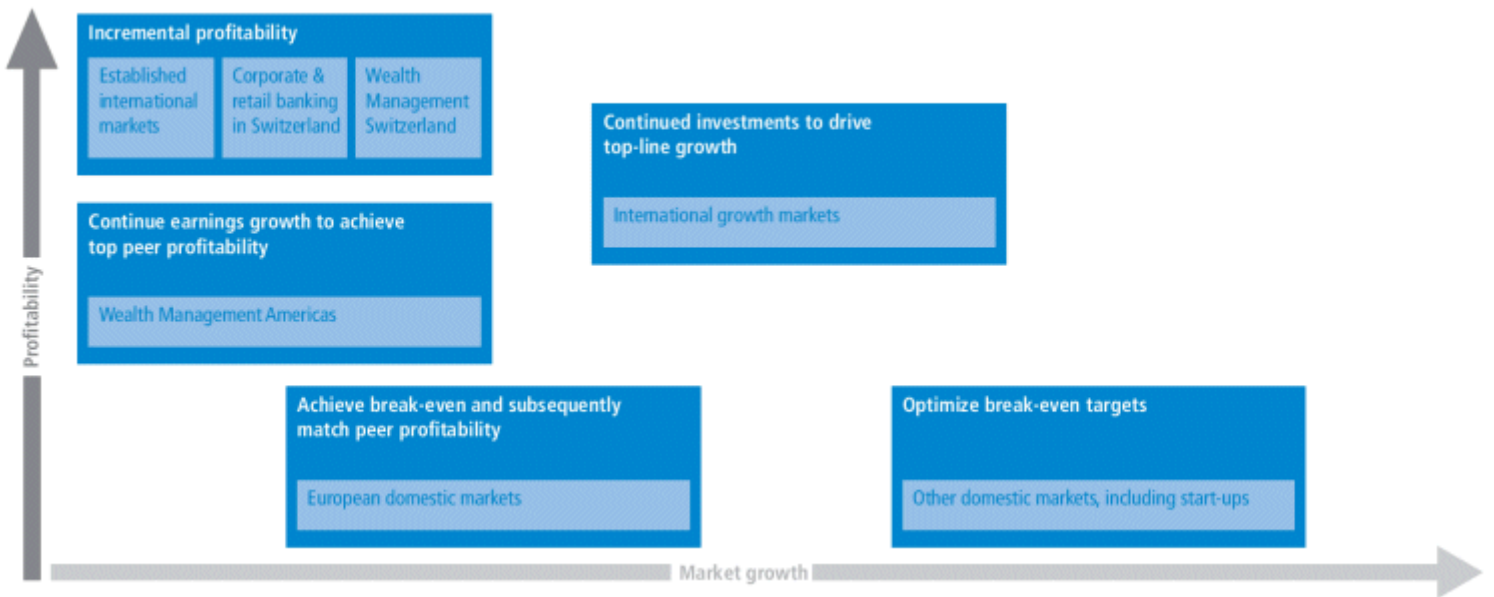 Incremental profitability
Established
international
markets
Corporate &
retail banking
in Switzerland
Wealth
Management
Switzerland
Continued investments to drive
top-line growth
International growth markets
Continue earnings growth to achieve
top peer profitability
Wealth Management Americas
Profitability
Achieve break-even and subsequently
match peer profitability
European domestic markets
Optimize break-even targets
Other domestic markets, including start-ups
Market growth